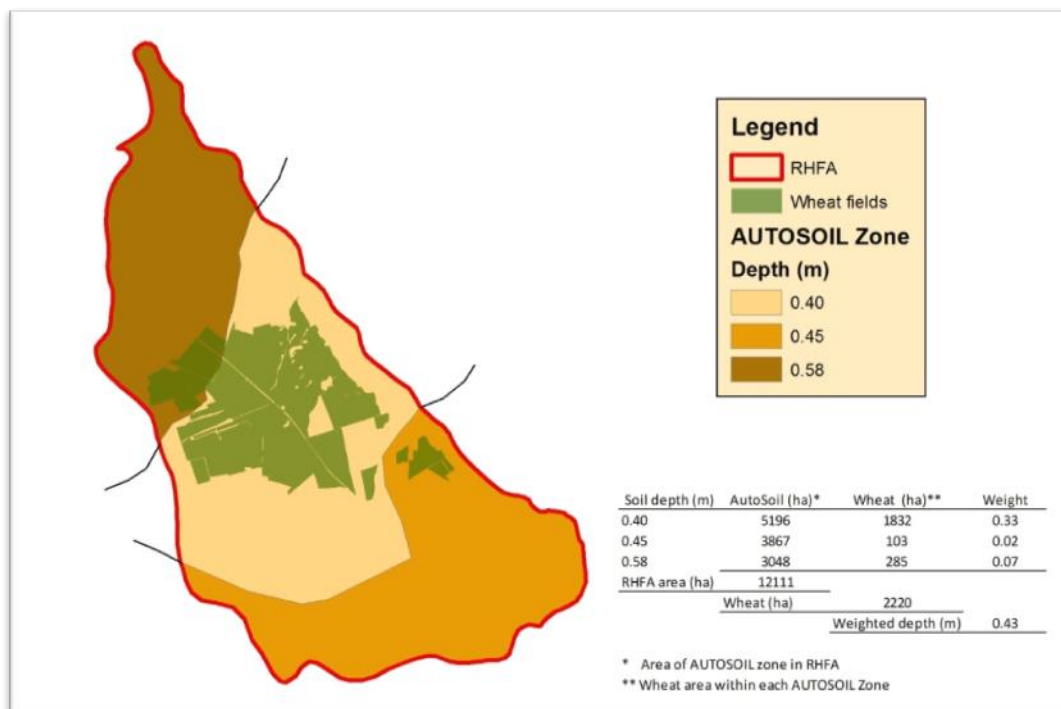 Legend
RHFA
Wheat fields
AUTOSOIL Zone
Depth (m)
0.40
0.45
0.58
Soil depth (m) AutoSoil (ha)* Wheat (ha)** Weight
0.40 5196 1832 0.33
0.45 3867 103 0.02
0.58 3048 285 0.07
RHFA area (ha) 12111
Wheat (ha) 2220
Weighted depth (m) 0.43
* Area of AUTOSOIL zone in RHFA
** Wheat area within each AUTOSOIL Zone